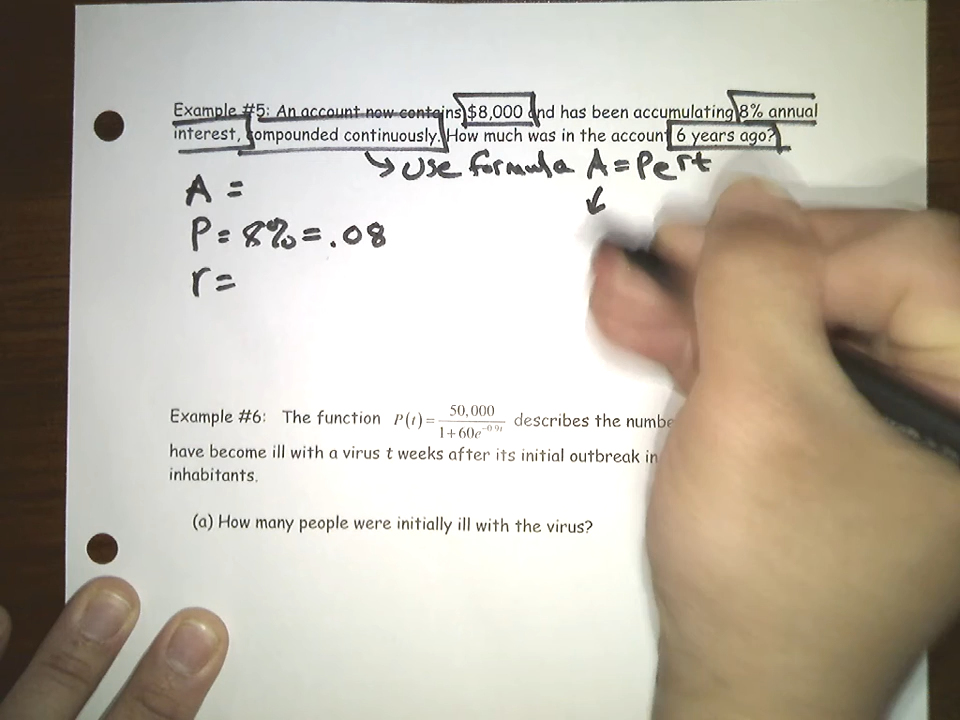 Example #5: An account now contains $8,000 and has been accumulating 8% annual
interest, compounded continuously. How much was in the account 6 years ago?
↘ Use formula A = Pert
↙
A =
P = 8% = .08
r =
Example #6: The function P(t) = 50,000 / 1+60e^-0.9t describes the numbe
have become ill with a virus t weeks after its initial outbreak in
inhabitants.
(a) How many people were initially ill with the virus?